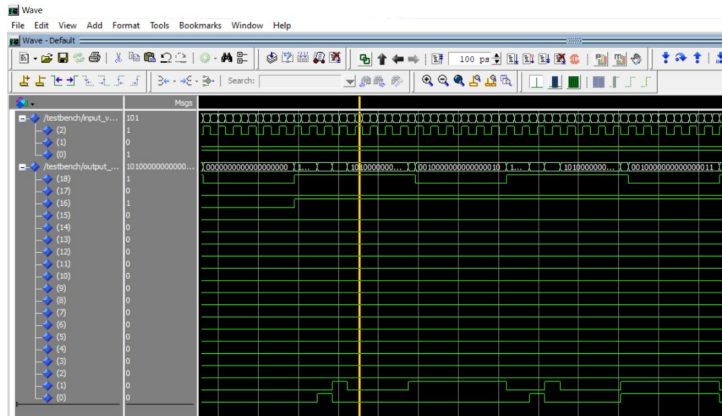 Wave
File Edit View Add Format Tools Bookmarks Window Help
Wave - Default
100 ps
Search:
Msgs
/testbench/input_v... 101
(2) 1
(1) 0
(0) 1
/testbench/output_... 10100000000000... 0000000000000000000 1... 1010000000... 0010000000000000010 1... 1010000000... 0010000000000000011
(18) 1
(17) 0
(16) 1
(15) 0
(14) 0
(13) 0
(12) 0
(11) 0
(10) 0
(9) 0
(8) 0
(7) 0
(6) 0
(5) 0
(4) 0
(3) 0
(2) 0
(1) 0
(0) 0